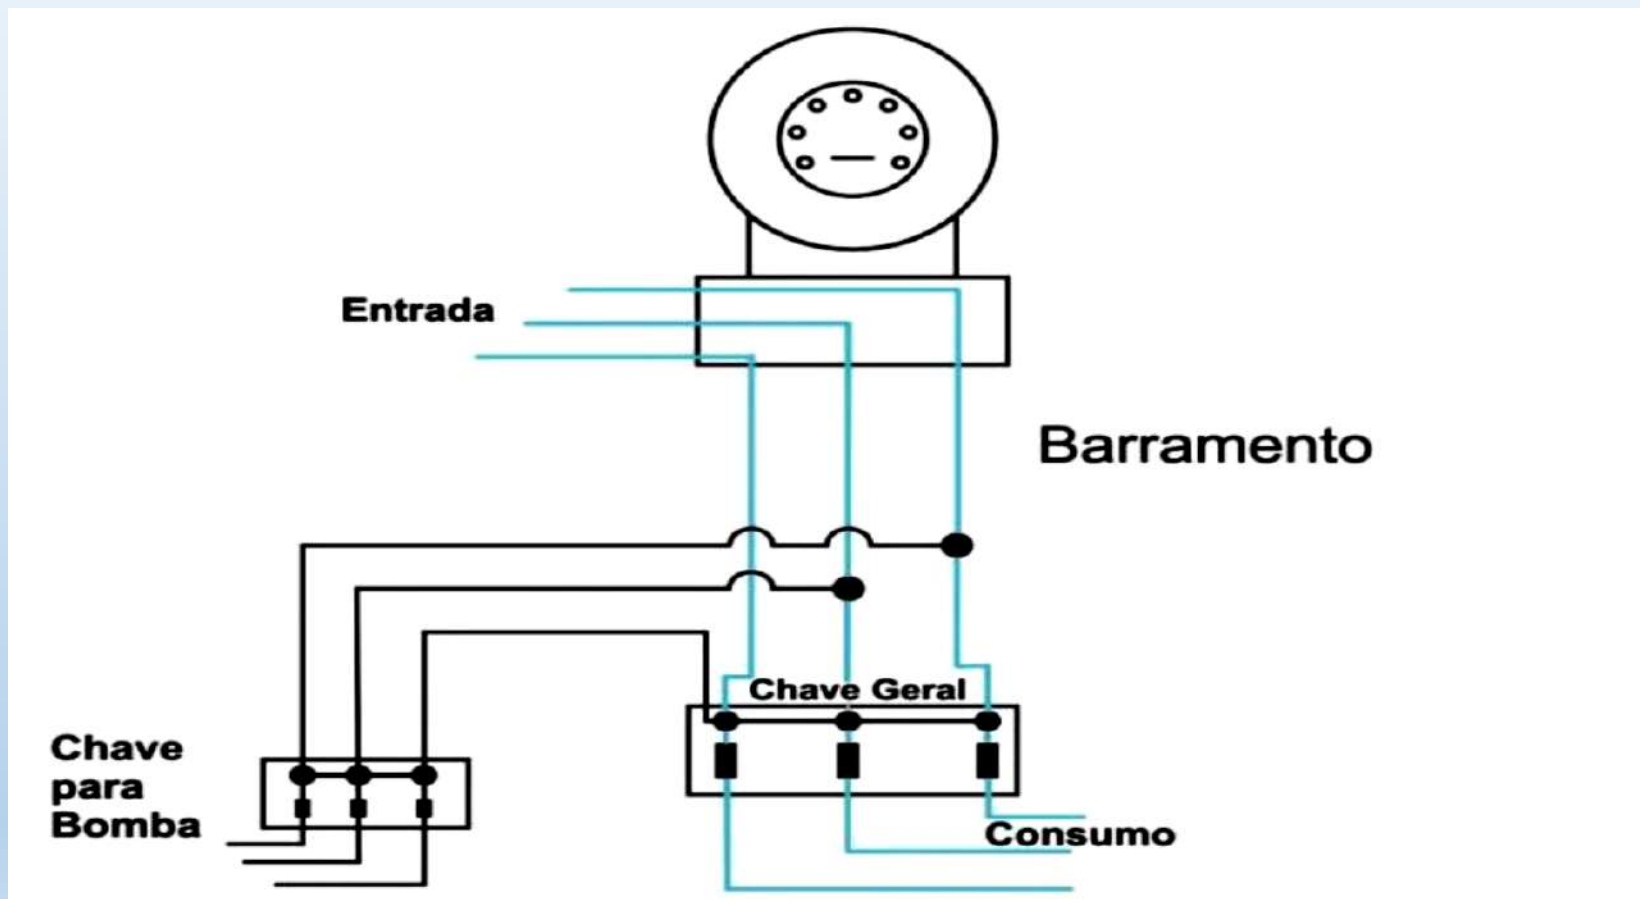 Entrada
Barramento
Chave Geral
Chave
para
Bomba
Consumo